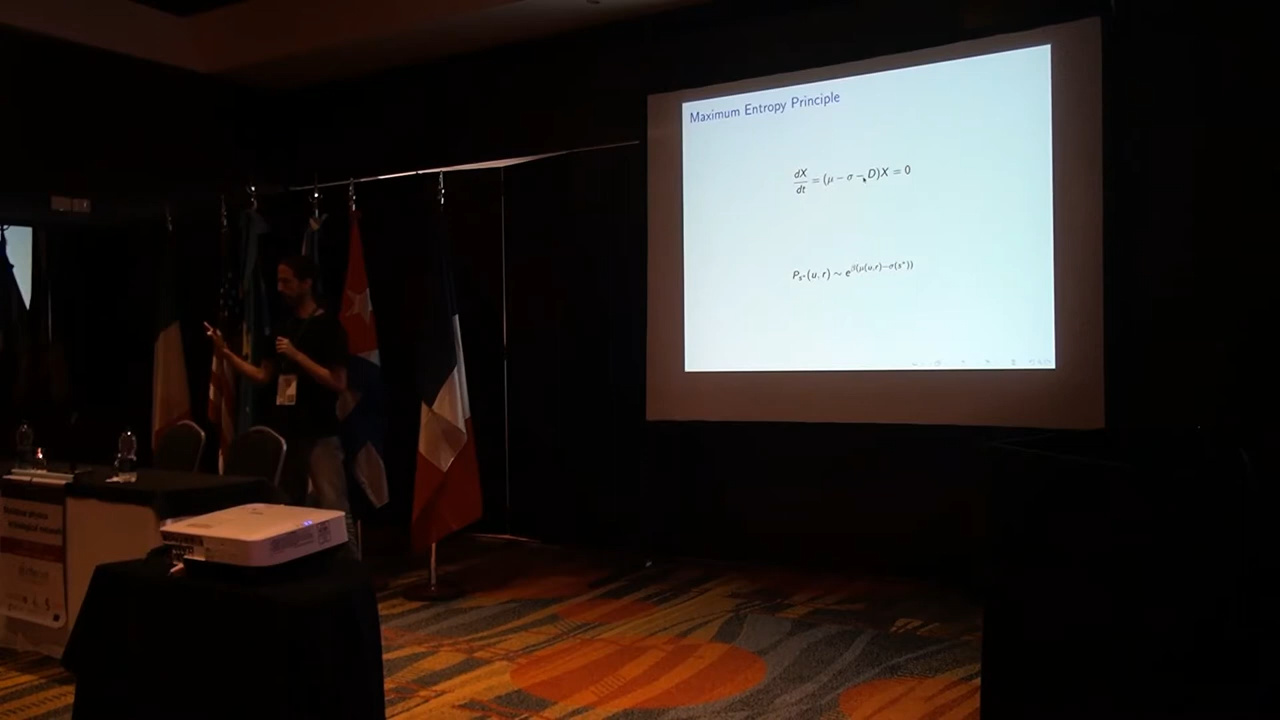 Maximum Entropy Principle
dX/dt = (μ − σ − D)X = 0
P_{s*}(u, r) ∼ e^{β(μ(u,r)−σ(s*))}